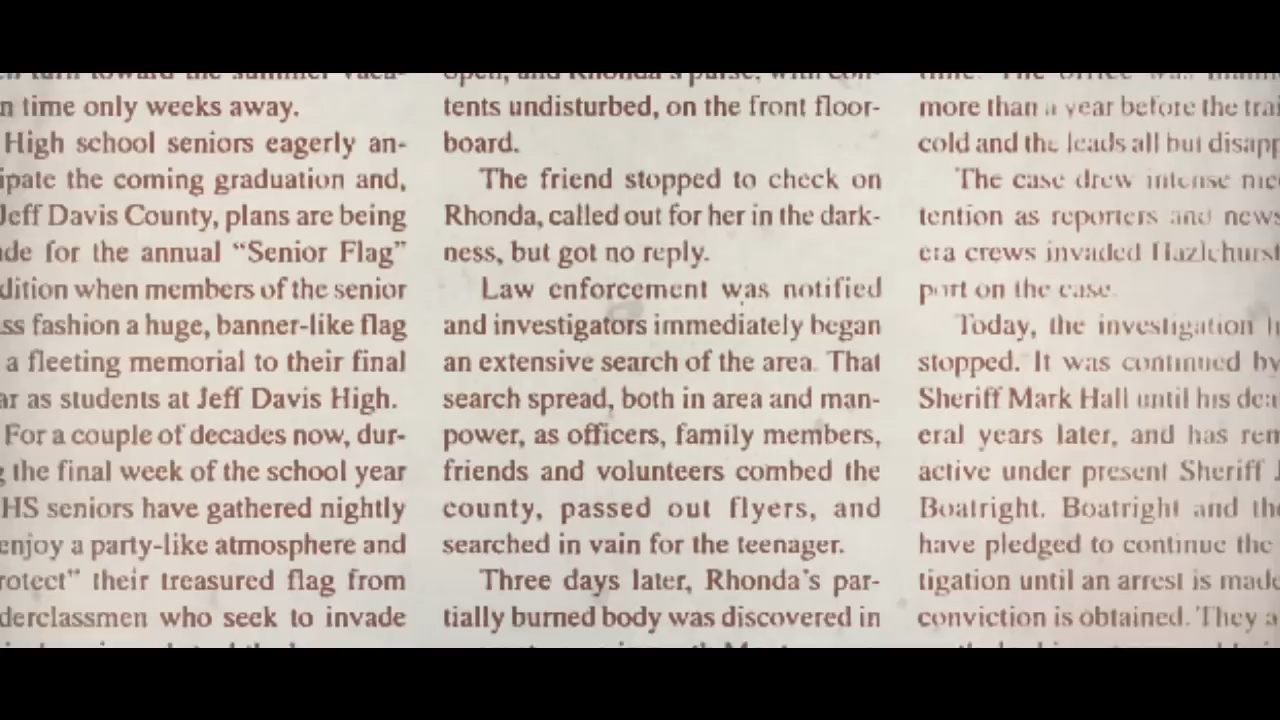 n time only weeks away.
High school seniors eagerly an-
ipate the coming graduation and,
Jeff Davis County, plans are being
de for the annual “Senior Flag”
dition when members of the senior
ss fashion a huge, banner-like flag
a fleeting memorial to their final
ar as students at Jeff Davis High.
For a couple of decades now, dur-
g the final week of the school year
HS seniors have gathered nightly
enjoy a party-like atmosphere and
rotect” their treasured flag from
derclassmen who seek to invade
tents undisturbed, on the front floor-
board.
The friend stopped to check on
Rhonda, called out for her in the dark-
ness, but got no reply.
Law enforcement was notified
and investigators immediately began
an extensive search of the area. That
search spread, both in area and man-
power, as officers, family members,
friends and volunteers combed the
county, passed out flyers, and
searched in vain for the teenager.
Three days later, Rhonda's par-
tially burned body was discovered in
more than a year before the trai
cold and the leads all but disapp
The case drew intense
tention as reporters and news
era crews invaded Hazlehurst
port on the case.
Today, the investigation
stopped. It was continued by
Sheriff Mark Hall until his dea
eral years later, and has rem
active under present Sheriff
Boatright. Boatright and the
have pledged to continue the
tigation until an arrest is made
conviction is obtained. They a